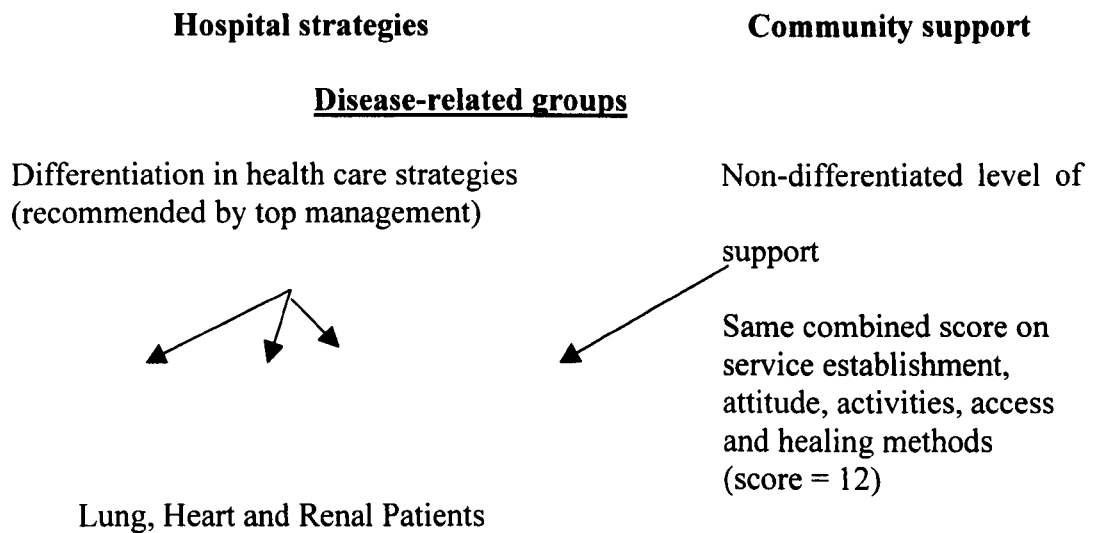 Hospital strategies
Community support
Disease-related groups
Differentiation in health care strategies
(recommended by top management)
Non-differentiated level of
support
Same combined score on
service establishment,
attitude, activities, access
and healing methods
(score = 12)
Lung, Heart and Renal Patients